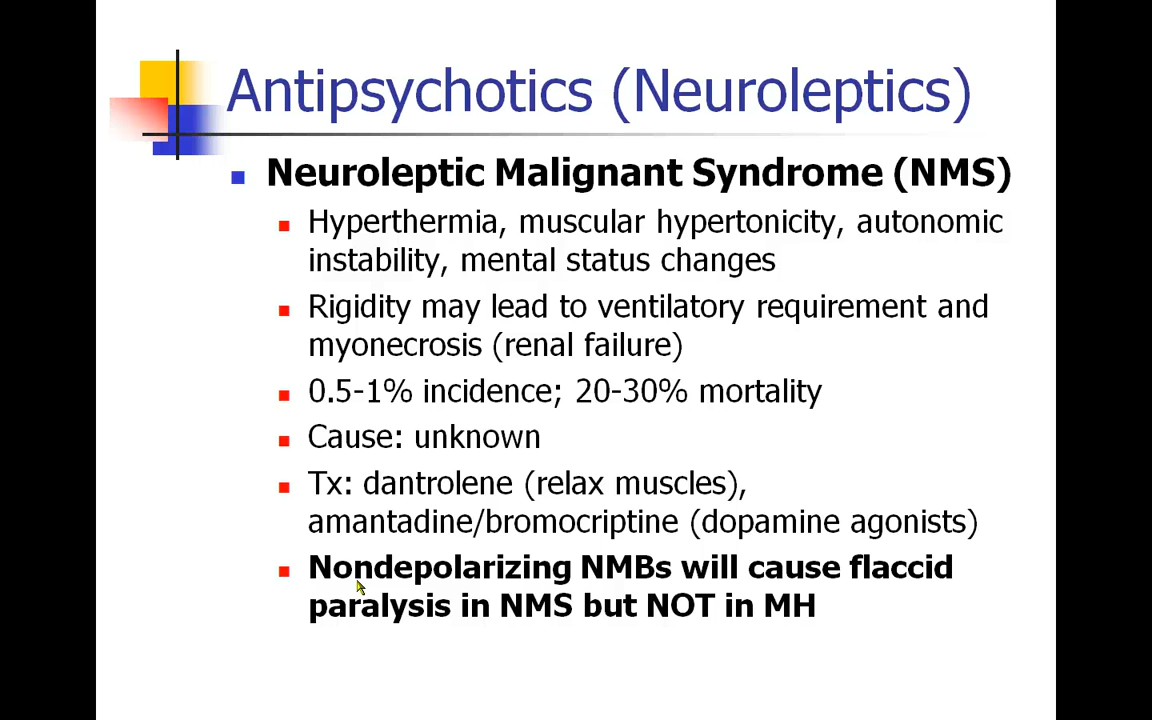 Antipsychotics (Neuroleptics)
Neuroleptic Malignant Syndrome (NMS)
Hyperthermia, muscular hypertonicity, autonomic
instability, mental status changes
Rigidity may lead to ventilatory requirement and
myonecrosis (renal failure)
0.5-1% incidence; 20-30% mortality
Cause: unknown
Tx: dantrolene (relax muscles),
amantadine/bromocriptine (dopamine agonists)
Nondepolarizing NMBs will cause flaccid
paralysis in NMS but NOT in MH